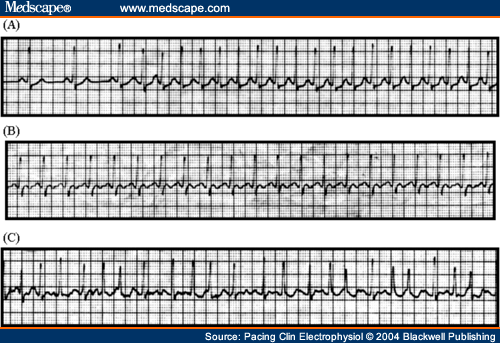 Medscape® www.medscape.com
(A)
(B)
(C)
Source: Pacing Clin Electrophysiol © 2004 Blackwell Publishing